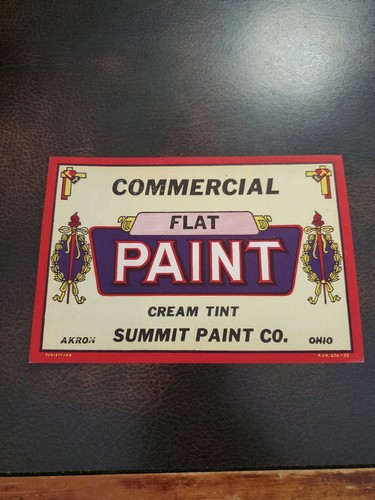 COMMERCIAL
FLAT
PAINT
CREAM TINT
AKRON SUMMIT PAINT CO. OHIO